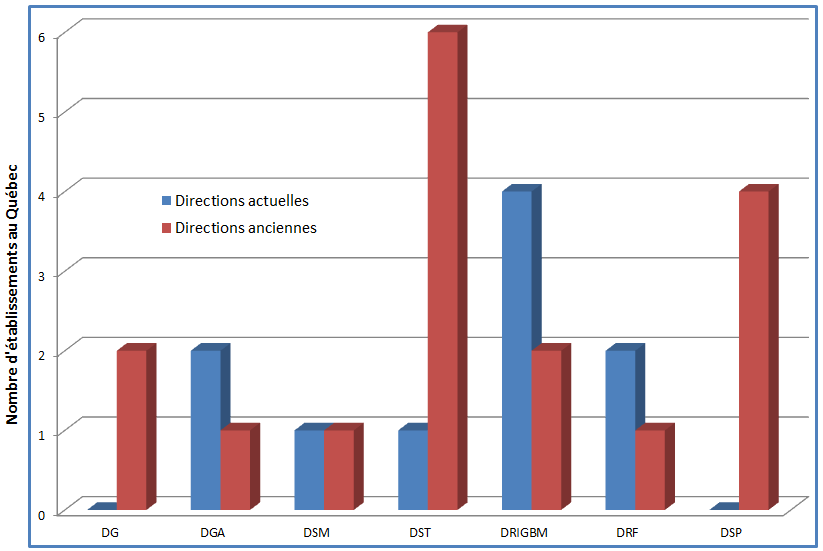 Nombre d'établissements au Québec
6
5
4
3
2
1
0
Directions actuelles
Directions anciennes
DG DGA DSM DST DRIGBM DRF DSP